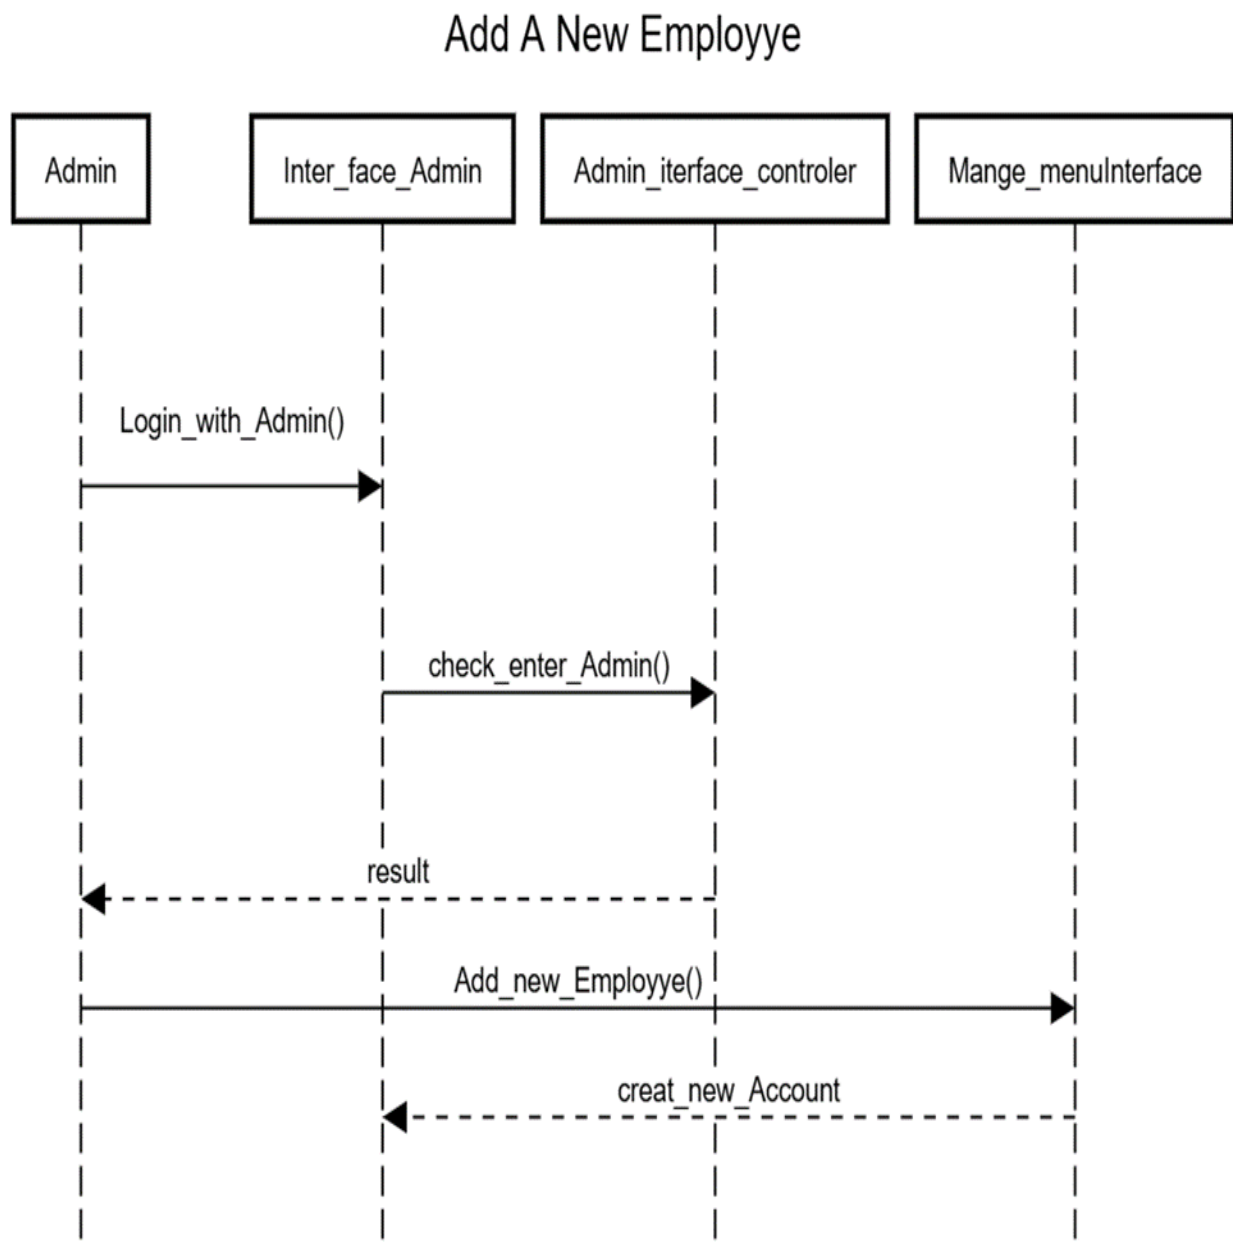 Add A New Employye
Admin
Inter_face_Admin
Admin_iterface_controler
Mange_menuInterface
Login_with_Admin()
check_enter_Admin()
result
Add_new_Employye()
creat_new_Account